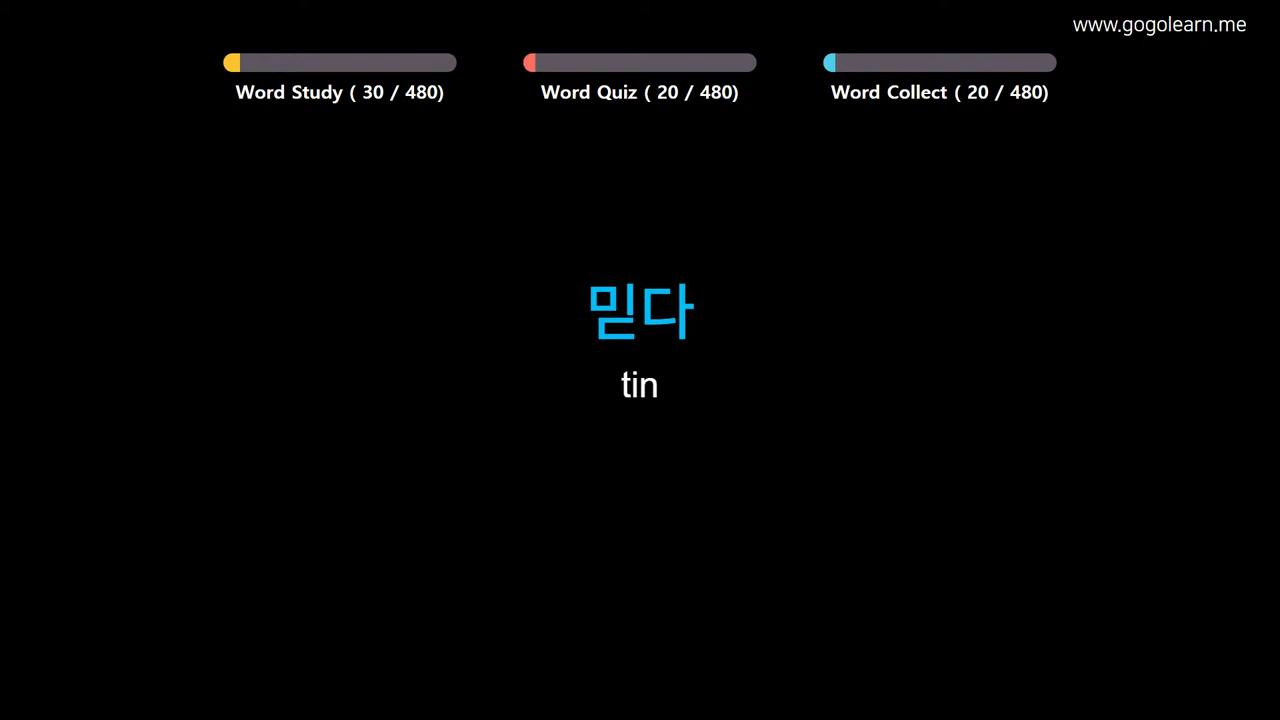 www.gogolearn.me
Word Study ( 30 / 480)
Word Quiz ( 20 / 480)
Word Collect ( 20 / 480)
믿다
tin